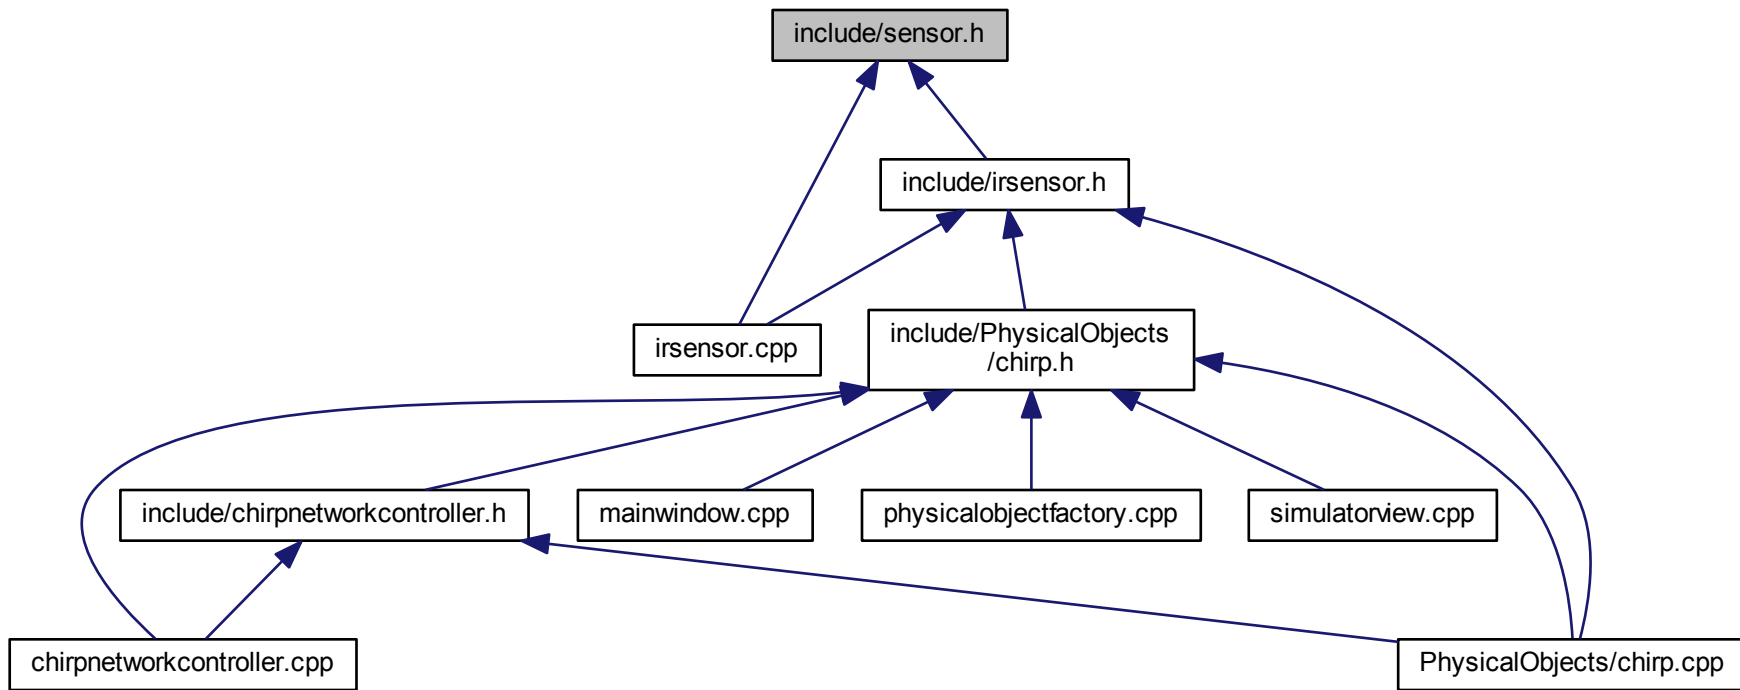 include/sensor.h
include/irsensor.h
irsensor.cpp
include/PhysicalObjects
/chirp.h
include/chirpnetworkcontroller.h
mainwindow.cpp
physicalobjectfactory.cpp
simulatorview.cpp
chirpnetworkcontroller.cpp
PhysicalObjects/chirp.cpp